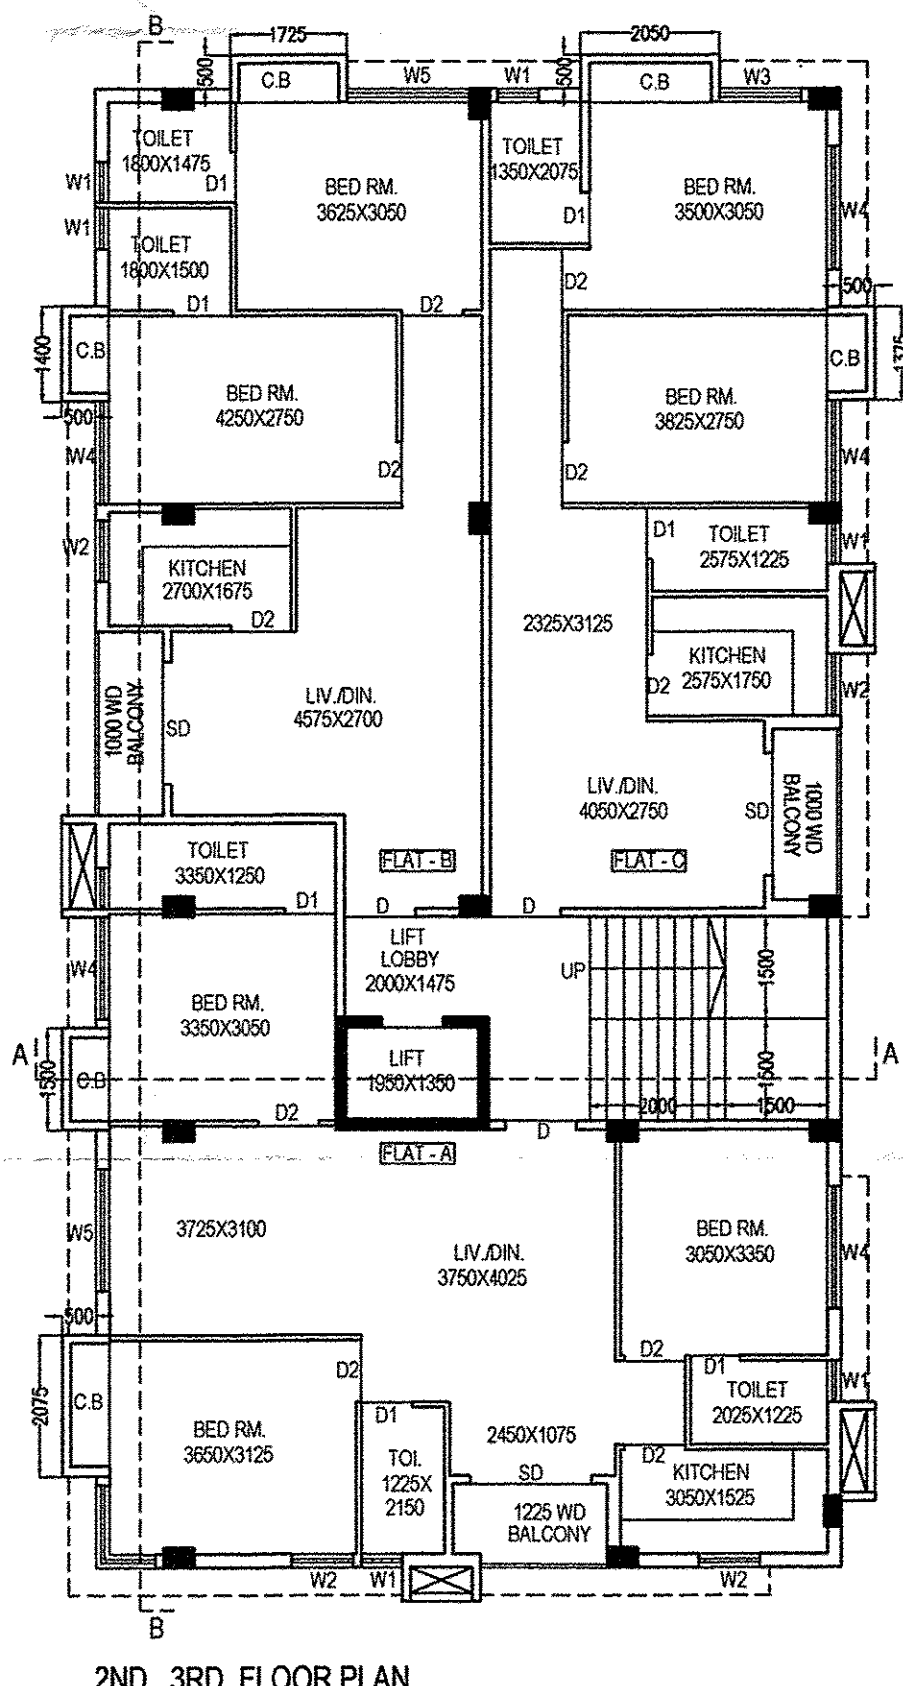 B
1725
2050
500
C.B
W5
W1
500
C.B
W3
TOILET
1800X1475
W1
D1
BED RM.
3625X3050
TOILET
1350X2075
D1
BED RM.
3500X3050
W4
W1
TOILET
1800X1500
D1
D2
D2
500
1400
C.B
C.B
1375
BED RM.
4250X2750
BED RM.
3825X2750
500
W4
D2
D2
W4
W2
KITCHEN
2700X1675
D2
D1
TOILET
2575X1225
W1
2325X3125
KITCHEN
2575X1750
D2
W2
1000 WD
BALCONY
SD
LIV./DIN.
4575X2700
LIV./DIN.
4050X2750
SD
1000 WD
BALCONY
TOILET
3350X1250
D1
FLAT - B
FLAT - C
D
D
LIFT
LOBBY
2000X1475
UP
1500
W4
BED RM.
3350X3050
A
1500
C.B
LIFT
1950X1350
1500
A
2000
1500
D2
D
FLAT - A
W5
3725X3100
LIV./DIN.
3750X4025
BED RM.
3050X3350
W4
500
D2
D2
D1
W1
2075
C.B
TOILET
2025X1225
D1
BED RM.
3650X3125
2450X1075
D2
TOI.
1225X
2150
SD
KITCHEN
3050X1525
1225 WD
BALCONY
W2
W1
W2
B
2ND, 3RD FLOOR PLAN